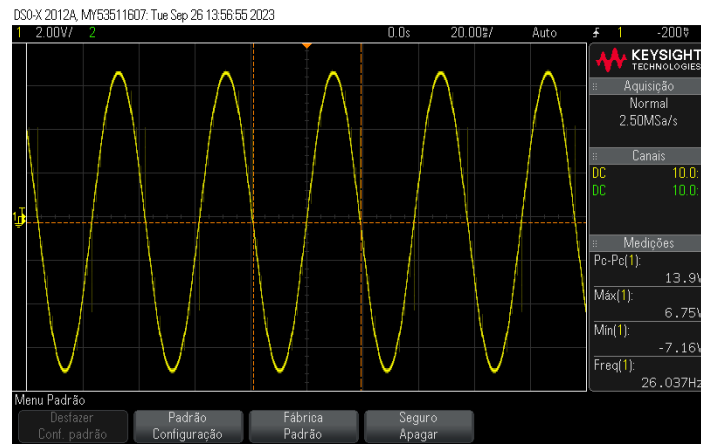 DSO-X 2012A, MY53511607: Tue Sep 26 13:56:55 2023
1 2.00V/ 2 0.0s 20.00ms/ Auto 1 -200V
KEYSIGHT
TECHNOLOGIES
Aquisição
Normal
2.50MSa/s
Canais
DC 10.0:
DC 10.0:
Medições
Pc-Pc(1):
13.9V
Máx(1):
6.75V
Mín(1):
-7.16V
Freq(1):
26.037Hz
1
Menu Padrão
Desfazer
Conf. padrão
Padrão
Configuração
Fábrica
Padrão
Seguro
Apagar